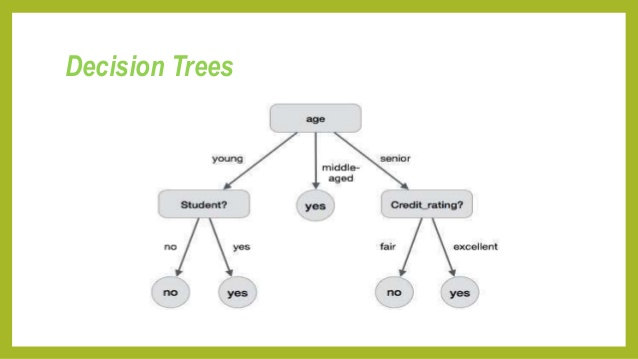 Decision Trees
age
young
middle-
aged
senior
Student?
yes
Credit_rating?
no
yes
fair
excellent
no
yes
no
yes